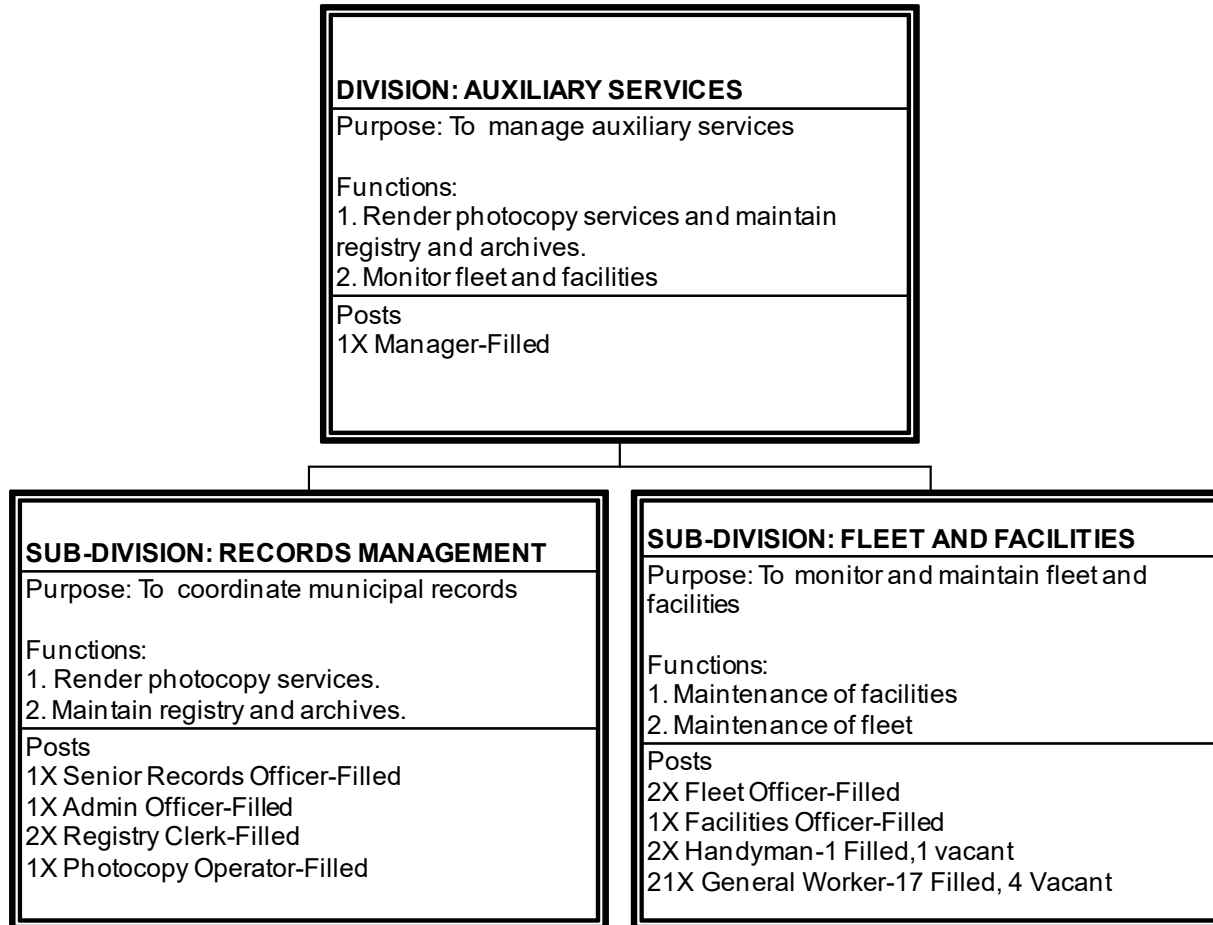 DIVISION: AUXILIARY SERVICES
Purpose: To manage auxiliary services
Functions:
1. Render photocopy services and maintain
registry and archives.
2. Monitor fleet and facilities
Posts
1X Manager-Filled
SUB-DIVISION: RECORDS MANAGEMENT
Purpose: To coordinate municipal records
Functions:
1. Render photocopy services.
2. Maintain registry and archives.
Posts
1X Senior Records Officer-Filled
1X Admin Officer-Filled
2X Registry Clerk-Filled
1X Photocopy Operator-Filled
SUB-DIVISION: FLEET AND FACILITIES
Purpose: To monitor and maintain fleet and
facilities
Functions:
1. Maintenance of facilities
2. Maintenance of fleet
Posts
2X Fleet Officer-Filled
1X Facilities Officer-Filled
2X Handyman-1 Filled,1 vacant
21X General Worker-17 Filled, 4 Vacant